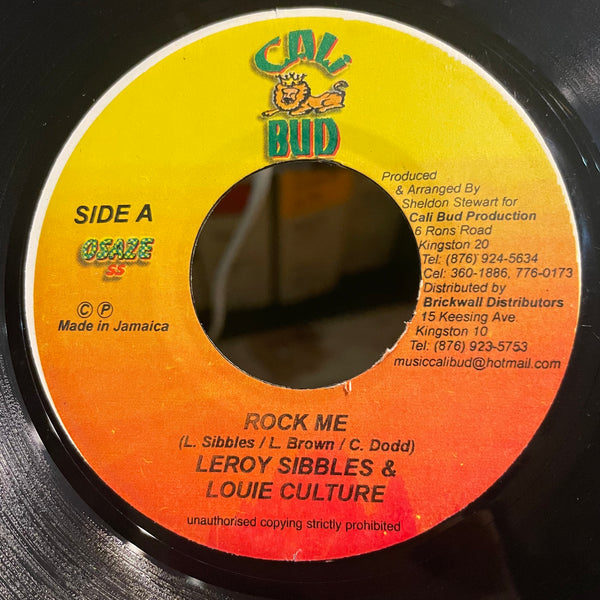 CALi
BUD
SIDE A
OSAZE
SS
© ℗
Made in Jamaica
Produced
& Arranged By
Sheldon Stewart for
Cali Bud Production
6 Rons Road
Kingston 20
Tel: (876) 924-5634
Cel: 360-1886, 776-0173
Distributed by
Brickwall Distributors
15 Keesing Ave.
Kingston 10
Tel: (876) 923-5753
musiccalibud@hotmail.com
ROCK ME
(L. Sibbles / L. Brown / C. Dodd)
LEROY SIBBLES &
LOUIE CULTURE
unauthorised copying strictly prohibited